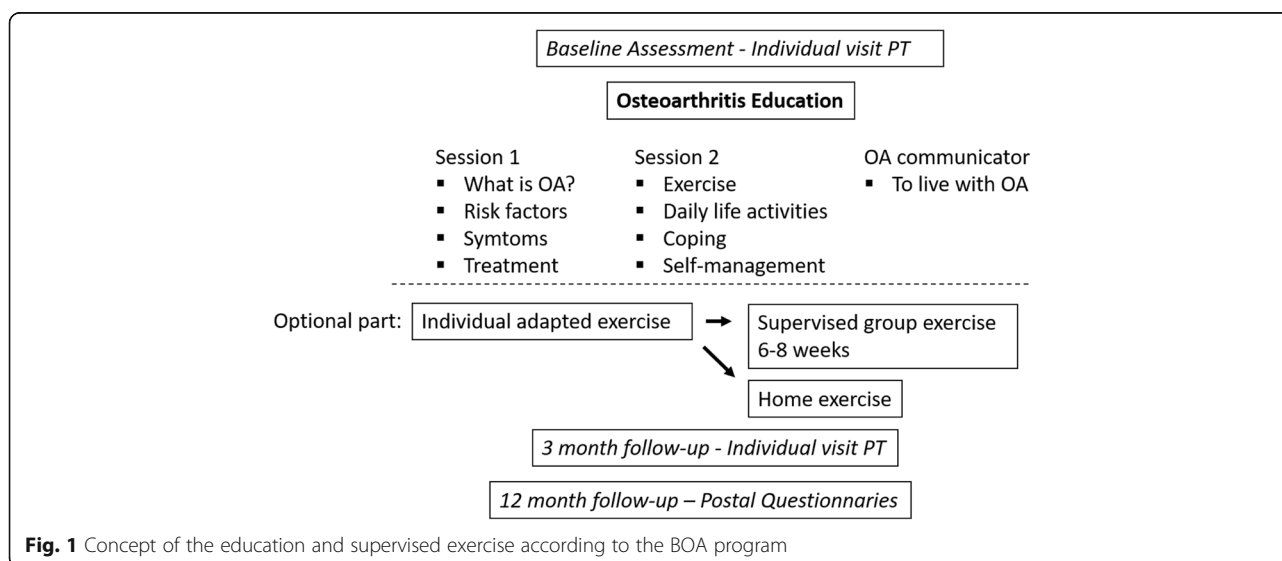 Baseline Assessment - Individual visit PT
Osteoarthritis Education
Session 1
▪ What is OA?
▪ Risk factors
▪ Symtoms
▪ Treatment
Session 2
▪ Exercise
▪ Daily life activities
▪ Coping
▪ Self-management
OA communicator
▪ To live with OA
Optional part:
Individual adapted exercise
Supervised group exercise
6-8 weeks
Home exercise
3 month follow-up - Individual visit PT
12 month follow-up – Postal Questionnaries
Fig. 1 Concept of the education and supervised exercise according to the BOA program